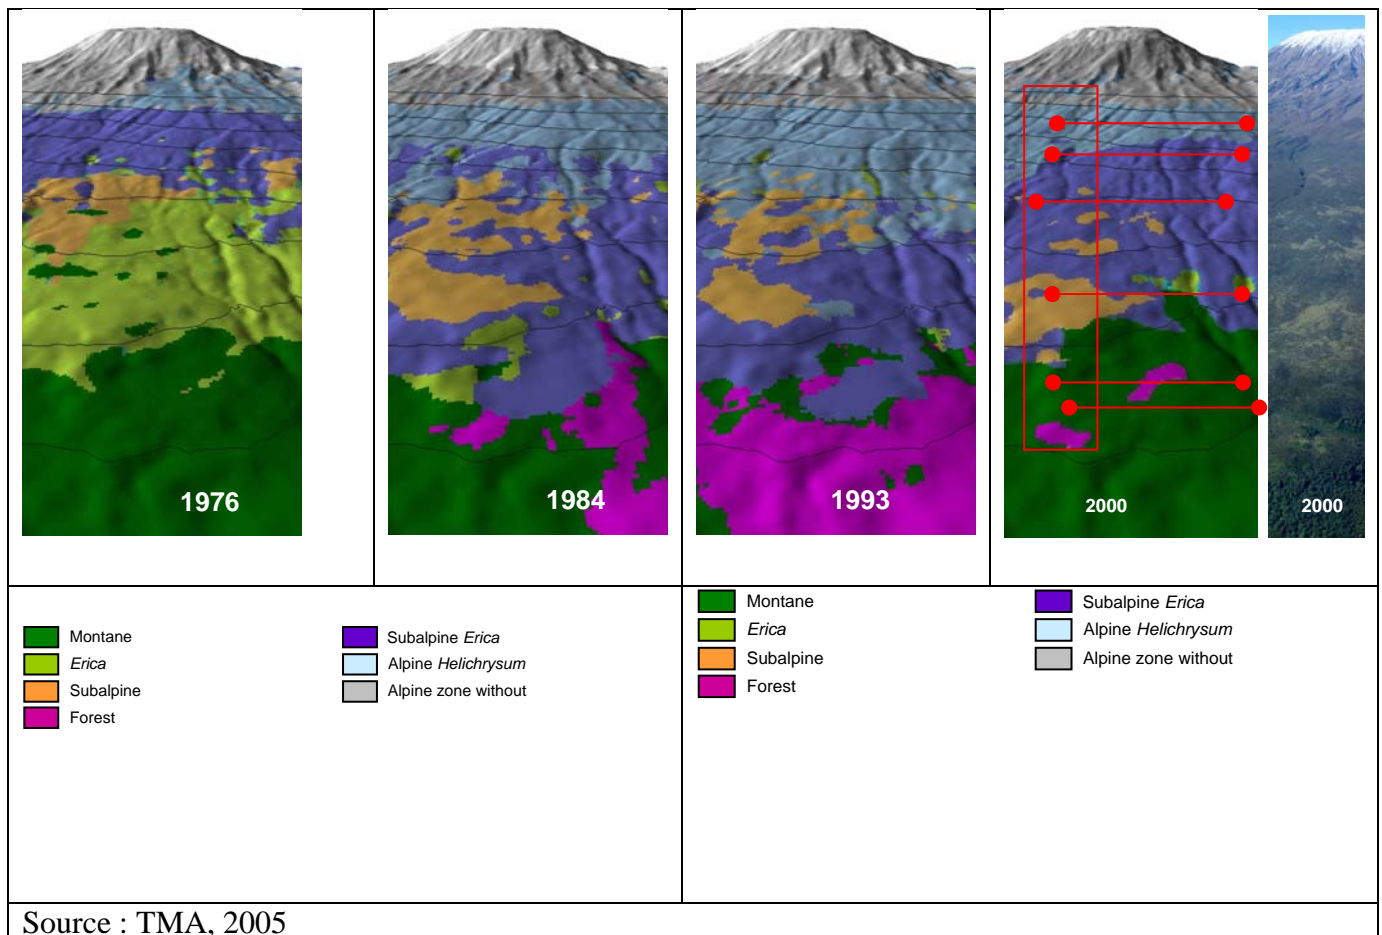 1976
1984
1993
2000
2000
Montane
Erica
Subalpine
Forest
Subalpine Erica
Alpine Helichrysum
Alpine zone without
Montane
Erica
Subalpine
Forest
Subalpine Erica
Alpine Helichrysum
Alpine zone without
Source : TMA, 2005